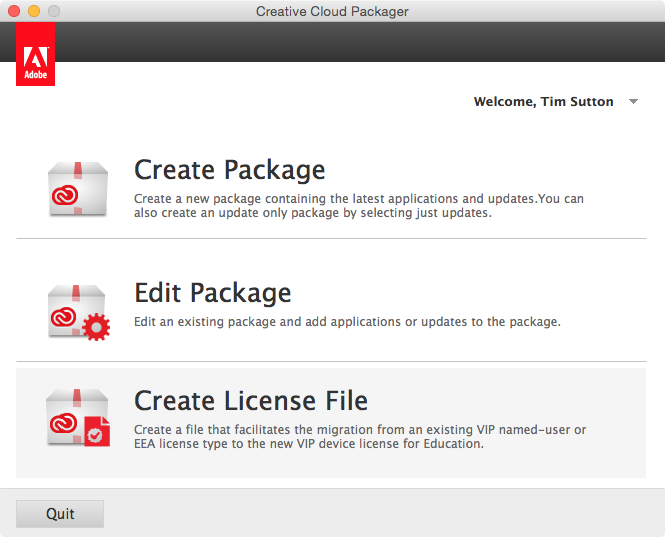 Creative Cloud Packager
Adobe
Welcome, Tim Sutton
Create Package
Create a new package containing the latest applications and updates.You can
also create an update only package by selecting just updates.
Edit Package
Edit an existing package and add applications or updates to the package.
Create License File
Create a file that facilitates the migration from an existing VIP named-user or
EEA license type to the new VIP device license for Education.
Quit